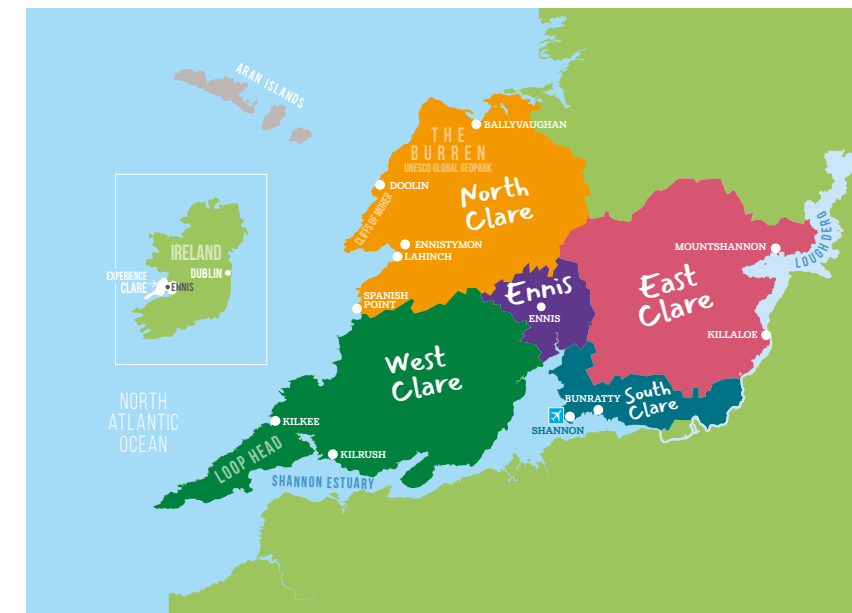 ARAN ISLANDS
BALLYVAUGHAN
THE
BURREN
UNESCO GLOBAL GEOPARK
DOOLIN
North
Clare
CLIFFS OF MOHER
ENNISTYMON
LAHINCH
LOUGH DERG
MOUNTSHANNON
IRELAND
DUBLIN
EXPERIENCE
CLARE
ENNIS
Ennis
ENNIS
East
Clare
SPANISH
POINT
KILLALOE
West
Clare
NORTH
ATLANTIC
OCEAN
BUNRATTY
South
Clare
SHANNON
KILKEE
LOOP HEAD
KILRUSH
SHANNON ESTUARY